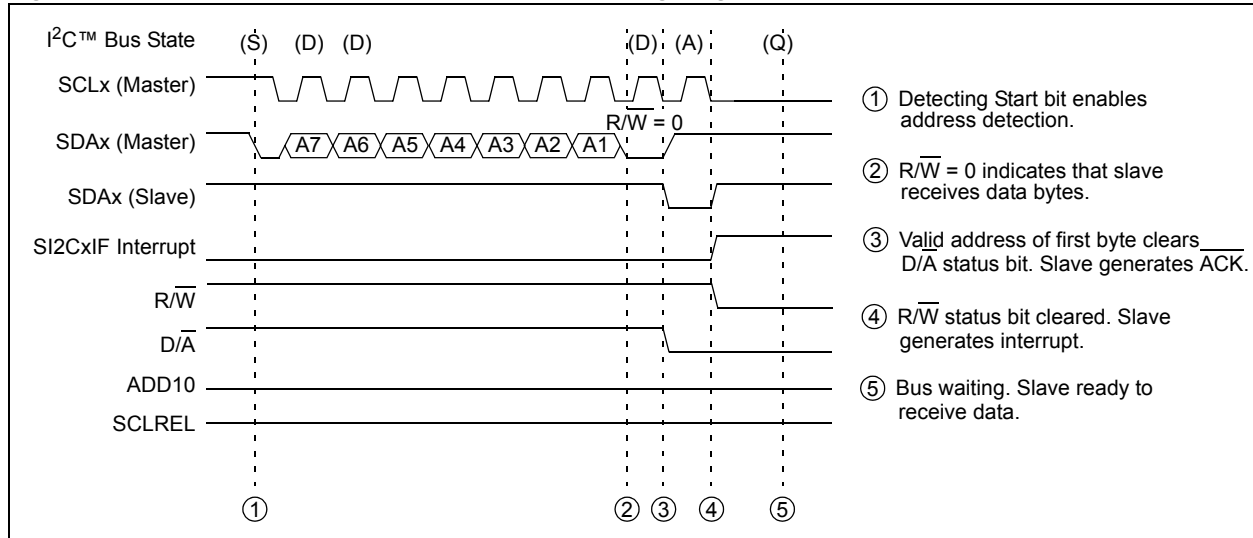 I²C™ Bus State (S) (D) (D) (D) (A) (Q)
SCLx (Master)
R/W̅ = 0
SDAx (Master) A7 A6 A5 A4 A3 A2 A1
SDAx (Slave)
SI2CxIF Interrupt
R/W̅
D/A̅
ADD10
SCLREL
① ② ③ ④ ⑤
① Detecting Start bit enables
address detection.
② R/W̅ = 0 indicates that slave
receives data bytes.
③ Valid address of first byte clears
D/A̅ status bit. Slave generates A̅C̅K̅.
④ R/W̅ status bit cleared. Slave
generates interrupt.
⑤ Bus waiting. Slave ready to
receive data.